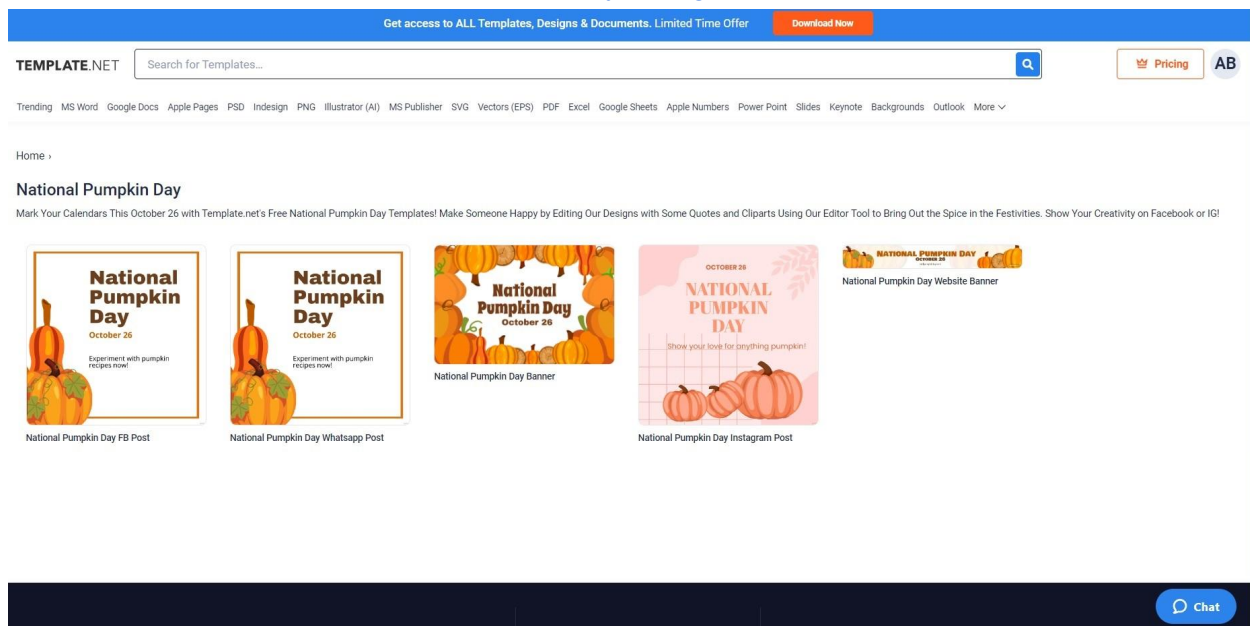 Get access to ALL Templates, Designs & Documents. Limited Time Offer
Download Now
TEMPLATE.NET
Search for Templates...
Pricing
AB
Trending MS Word Google Docs Apple Pages PSD Indesign PNG Illustrator (AI) MS Publisher SVG Vectors (EPS) PDF Excel Google Sheets Apple Numbers Power Point Slides Keynote Backgrounds Outlook More
Home ›
National Pumpkin Day
Mark Your Calendars This October 26 with Template.net's Free National Pumpkin Day Templates! Make Someone Happy by Editing Our Designs with Some Quotes and Cliparts Using Our Editor Tool to Bring Out the Spice in the Festivities. Show Your Creativity on Facebook or IG!
National
Pumpkin
Day
October 26
Experiment with pumpkin
recipes now!
National Pumpkin Day FB Post
National
Pumpkin
Day
October 26
Experiment with pumpkin
recipes now!
National Pumpkin Day Whatsapp Post
National
Pumpkin Day
October 26
National Pumpkin Day Banner
OCTOBER 26
NATIONAL
PUMPKIN
DAY
Show your love for anything pumpkin!
National Pumpkin Day Instagram Post
NATIONAL PUMPKIN DAY
OCTOBER 26
National Pumpkin Day Website Banner
Chat